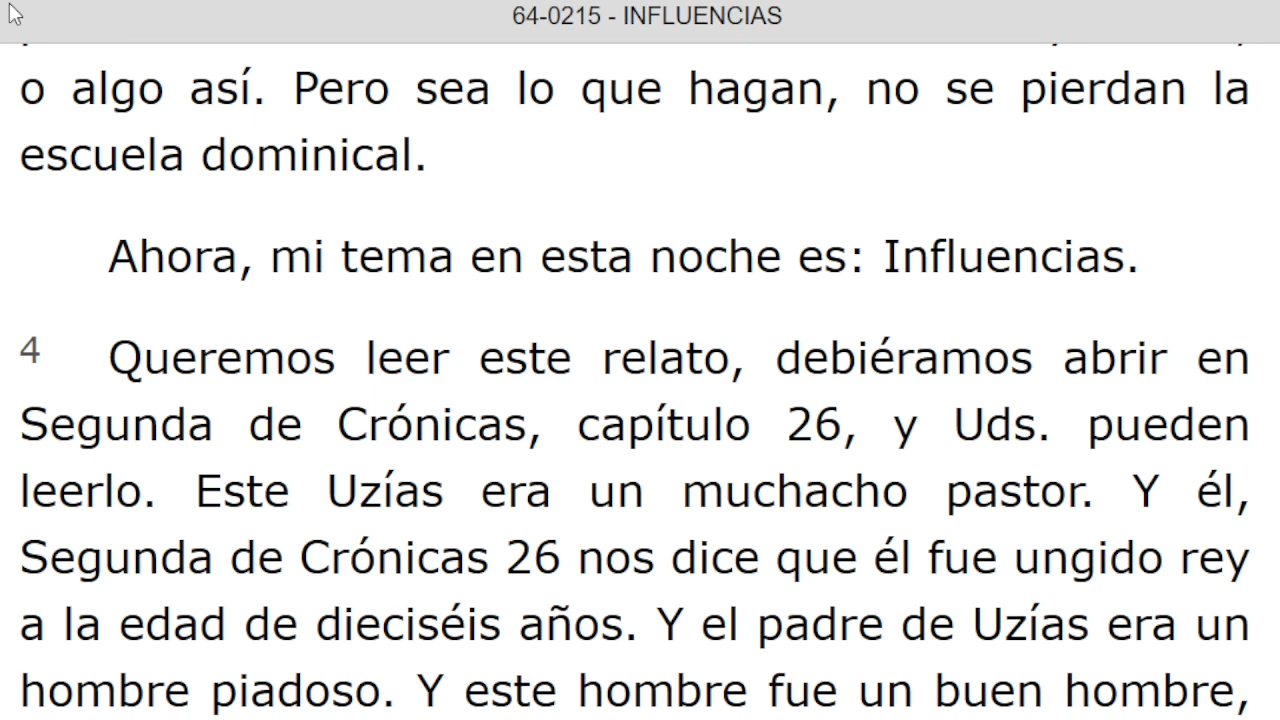 64-0215 - INFLUENCIAS
o algo así. Pero sea lo que hagan, no se pierdan la
escuela dominical.
Ahora, mi tema en esta noche es: Influencias.
4 Queremos leer este relato, debiéramos abrir en
Segunda de Crónicas, capítulo 26, y Uds. pueden
leerlo. Este Uzías era un muchacho pastor. Y él,
Segunda de Crónicas 26 nos dice que él fue ungido rey
a la edad de dieciséis años. Y el padre de Uzías era un
hombre piadoso. Y este hombre fue un buen hombre,